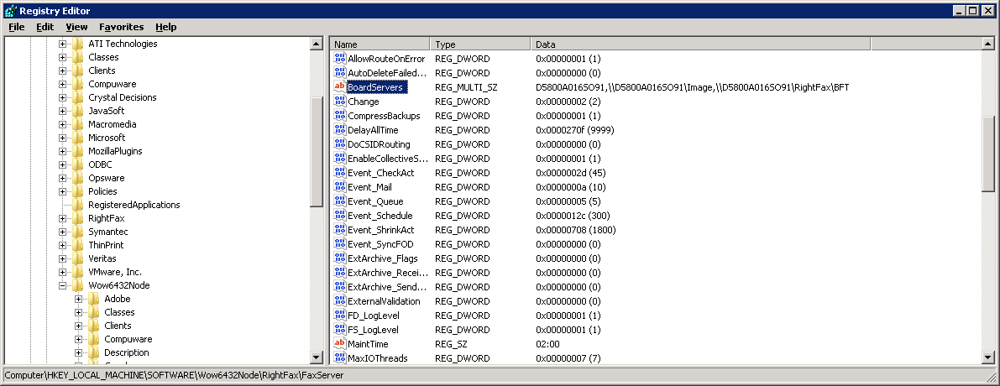 Registry Editor
File Edit View Favorites Help
ATI Technologies
Classes
Clients
Compuware
Crystal Decisions
JavaSoft
Macromedia
Microsoft
MozillaPlugins
ODBC
Opsware
Policies
RegisteredApplications
RightFax
Symantec
ThinPrint
Veritas
VMware, Inc.
Wow6432Node
Adobe
Classes
Clients
Compuware
Description
Name Type Data
AllowRouteOnError REG_DWORD 0x00000001 (1)
AutoDeleteFailed... REG_DWORD 0x00000000 (0)
ab BoardServers REG_MULTI_SZ D5800A016SO91,\\D5800A016SO91\Image,\\D5800A016SO91\RightFax\BFT
Change REG_DWORD 0x00000002 (2)
CompressBackups REG_DWORD 0x00000001 (1)
DelayAllTime REG_DWORD 0x0000270f (9999)
DoCSIDRouting REG_DWORD 0x00000000 (0)
EnableCollectiveS... REG_DWORD 0x00000001 (1)
Event_CheckAct REG_DWORD 0x0000002d (45)
Event_Mail REG_DWORD 0x0000000a (10)
Event_Queue REG_DWORD 0x00000005 (5)
Event_Schedule REG_DWORD 0x0000012c (300)
Event_ShrinkAct REG_DWORD 0x00000708 (1800)
Event_SyncFOD REG_DWORD 0x00000000 (0)
ExtArchive_Flags REG_DWORD 0x00000000 (0)
ExtArchive_Recei... REG_DWORD 0x00000000 (0)
ExtArchive_Send... REG_DWORD 0x00000000 (0)
ExternalValidation REG_DWORD 0x00000000 (0)
FD_LogLevel REG_DWORD 0x00000001 (1)
FS_LogLevel REG_DWORD 0x00000001 (1)
ab MaintTime REG_SZ 02:00
MaxIOThreads REG_DWORD 0x00000007 (7)
Computer\HKEY_LOCAL_MACHINE\SOFTWARE\Wow6432Node\RightFax\FaxServer